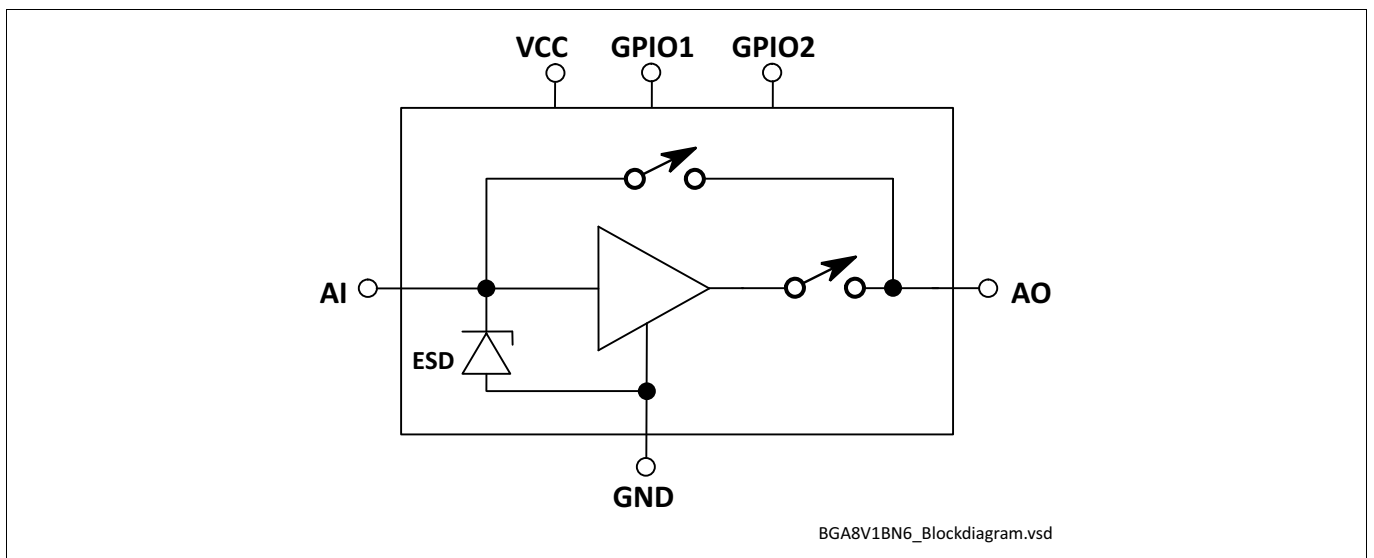 VCC GPIO1 GPIO2
AI
AO
ESD
GND
BGA8V1BN6_Blockdiagram.vsd